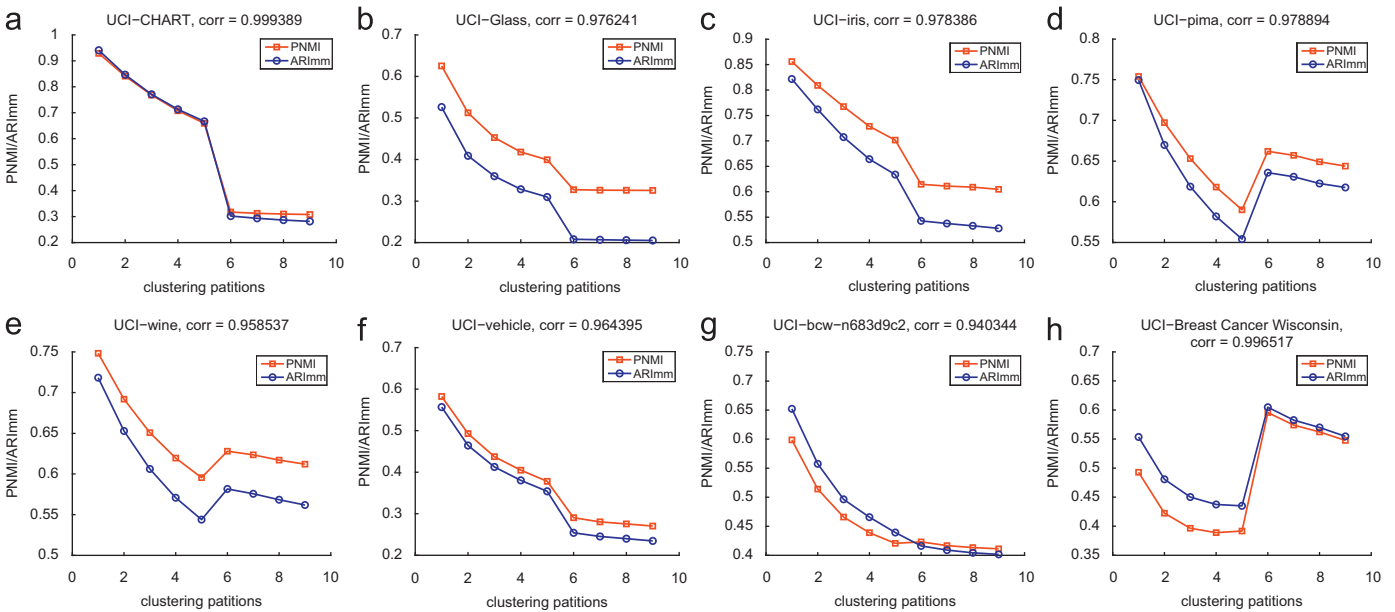 a
UCI−CHART, corr = 0.999389
PNMI
ARImm
PNMI/ARImm
1
0.9
0.8
0.7
0.6
0.5
0.4
0.3
0.2
0 2 4 6 8 10
clustering patitions
b
UCI−Glass, corr = 0.976241
PNMI
ARImm
PNMI/ARImm
0.7
0.6
0.5
0.4
0.3
0.2
0 2 4 6 8 10
clustering patitions
c
UCI−iris, corr = 0.978386
PNMI
ARImm
PNMI/ARImm
0.9
0.85
0.8
0.75
0.7
0.65
0.6
0.55
0.5
0 2 4 6 8 10
clustering patitions
d
UCI−pima, corr = 0.978894
PNMI
ARImm
PNMI/ARImm
0.8
0.75
0.7
0.65
0.6
0.55
0 2 4 6 8 10
clustering patitions
e
UCI−wine, corr = 0.958537
PNMI
ARImm
PNMI/ARImm
0.75
0.7
0.65
0.6
0.55
0.5
0 2 4 6 8 10
clustering patitions
f
UCI−vehicle, corr = 0.964395
PNMI
ARImm
PNMI/ARImm
0.7
0.6
0.5
0.4
0.3
0.2
0 2 4 6 8 10
clustering patitions
g
UCI−bcw−n683d9c2, corr = 0.940344
PNMI
ARImm
PNMI/ARImm
0.75
0.7
0.65
0.6
0.55
0.5
0.45
0.4
0 2 4 6 8 10
clustering patitions
h
UCI−Breast Cancer Wisconsin,
corr = 0.996517
PNMI
ARImm
PNMI/ARImm
0.7
0.65
0.6
0.55
0.5
0.45
0.4
0.35
0 2 4 6 8 10
clustering patitions